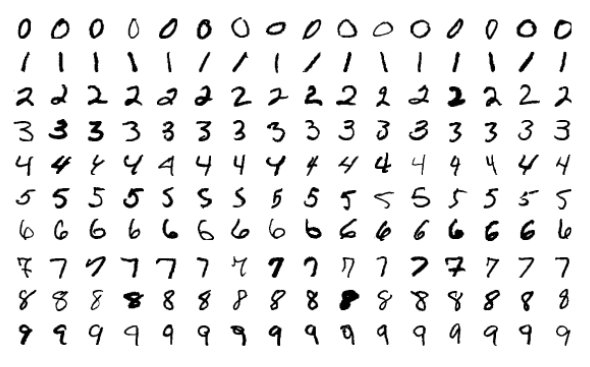 0 0 0 0 0 0 0 0 0 0 0 0 0 0 0 0
1 1 1 1 1 1 1 1 1 1 1 1 1 1 1 1
2 2 2 2 2 2 2 2 2 2 2 2 2 2 2 2
3 3 3 3 3 3 3 3 3 3 3 3 3 3 3 3
4 4 4 4 4 4 4 4 4 4 4 4 4 4 4 4
5 5 5 5 5 5 5 5 5 5 5 5 5 5 5 5
6 6 6 6 6 6 6 6 6 6 6 6 6 6 6 6
7 7 7 7 7 7 7 7 7 7 7 7 7 7 7 7
8 8 8 8 8 8 8 8 8 8 8 8 8 8 8 8
9 9 9 9 9 9 9 9 9 9 9 9 9 9 9 9